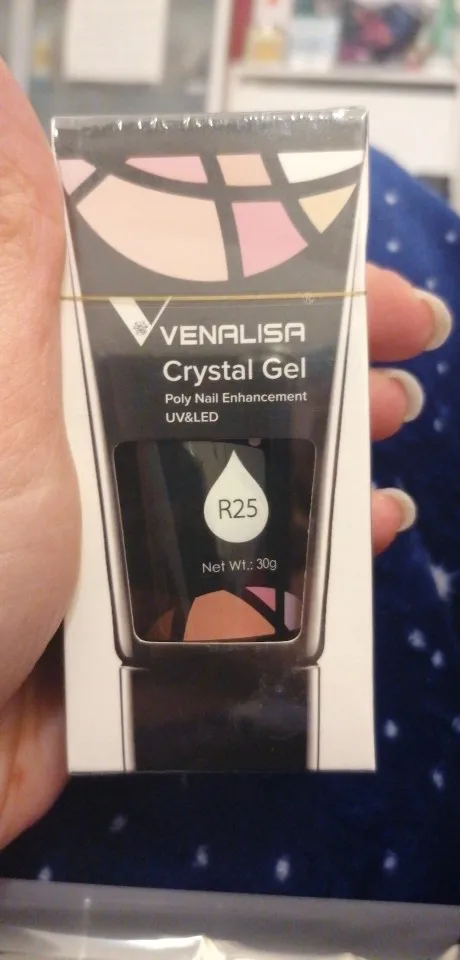 VENALISA
Crystal Gel
Poly Nail Enhancement
UV&LED
R25
Net Wt.: 30g